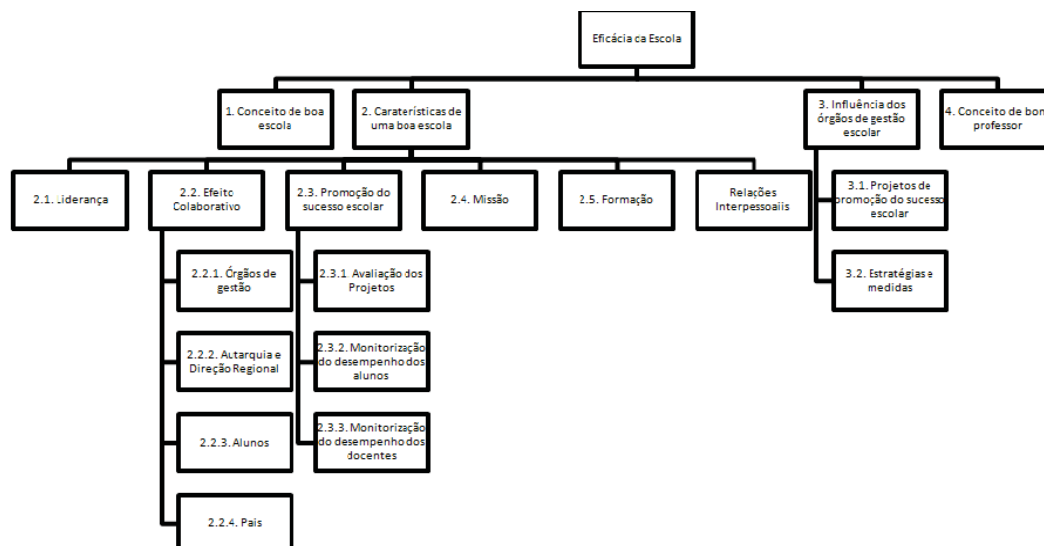 Eficácia da Escola
1. Conceito de boa
escola
2. Caraterísticas de
uma boa escola
3. Influência dos
órgãos de gestão
escolar
4. Conceito de bom
professor
2.1. Liderança
2.2. Efeito
Colaborativo
2.3. Promoção do
sucesso escolar
2.4. Missão
2.5. Formação
Relações
Interpessoaiis
3.1. Projetos de
promoção do sucesso
escolar
2.2.1. Órgãos de
gestão
2.3.1 Avaliação dos
Projetos
3.2. Estratégias e
medidas
2.2.2. Autarquia e
Direção Regional
2.3.2. Monitorização
do desempenho dos
alunos
2.2.3. Alunos
2.3.3. Monitorização
do desempenho dos
docentes
2.2.4. Pais